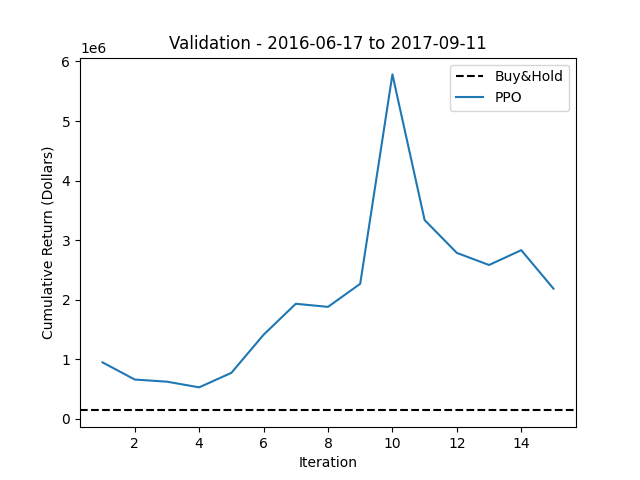 Validation - 2016-06-17 to 2017-09-11
1e6
6
5
4
3
2
1
0
Cumulative Return (Dollars)
Buy&Hold
PPO
2 4 6 8 10 12 14
Iteration